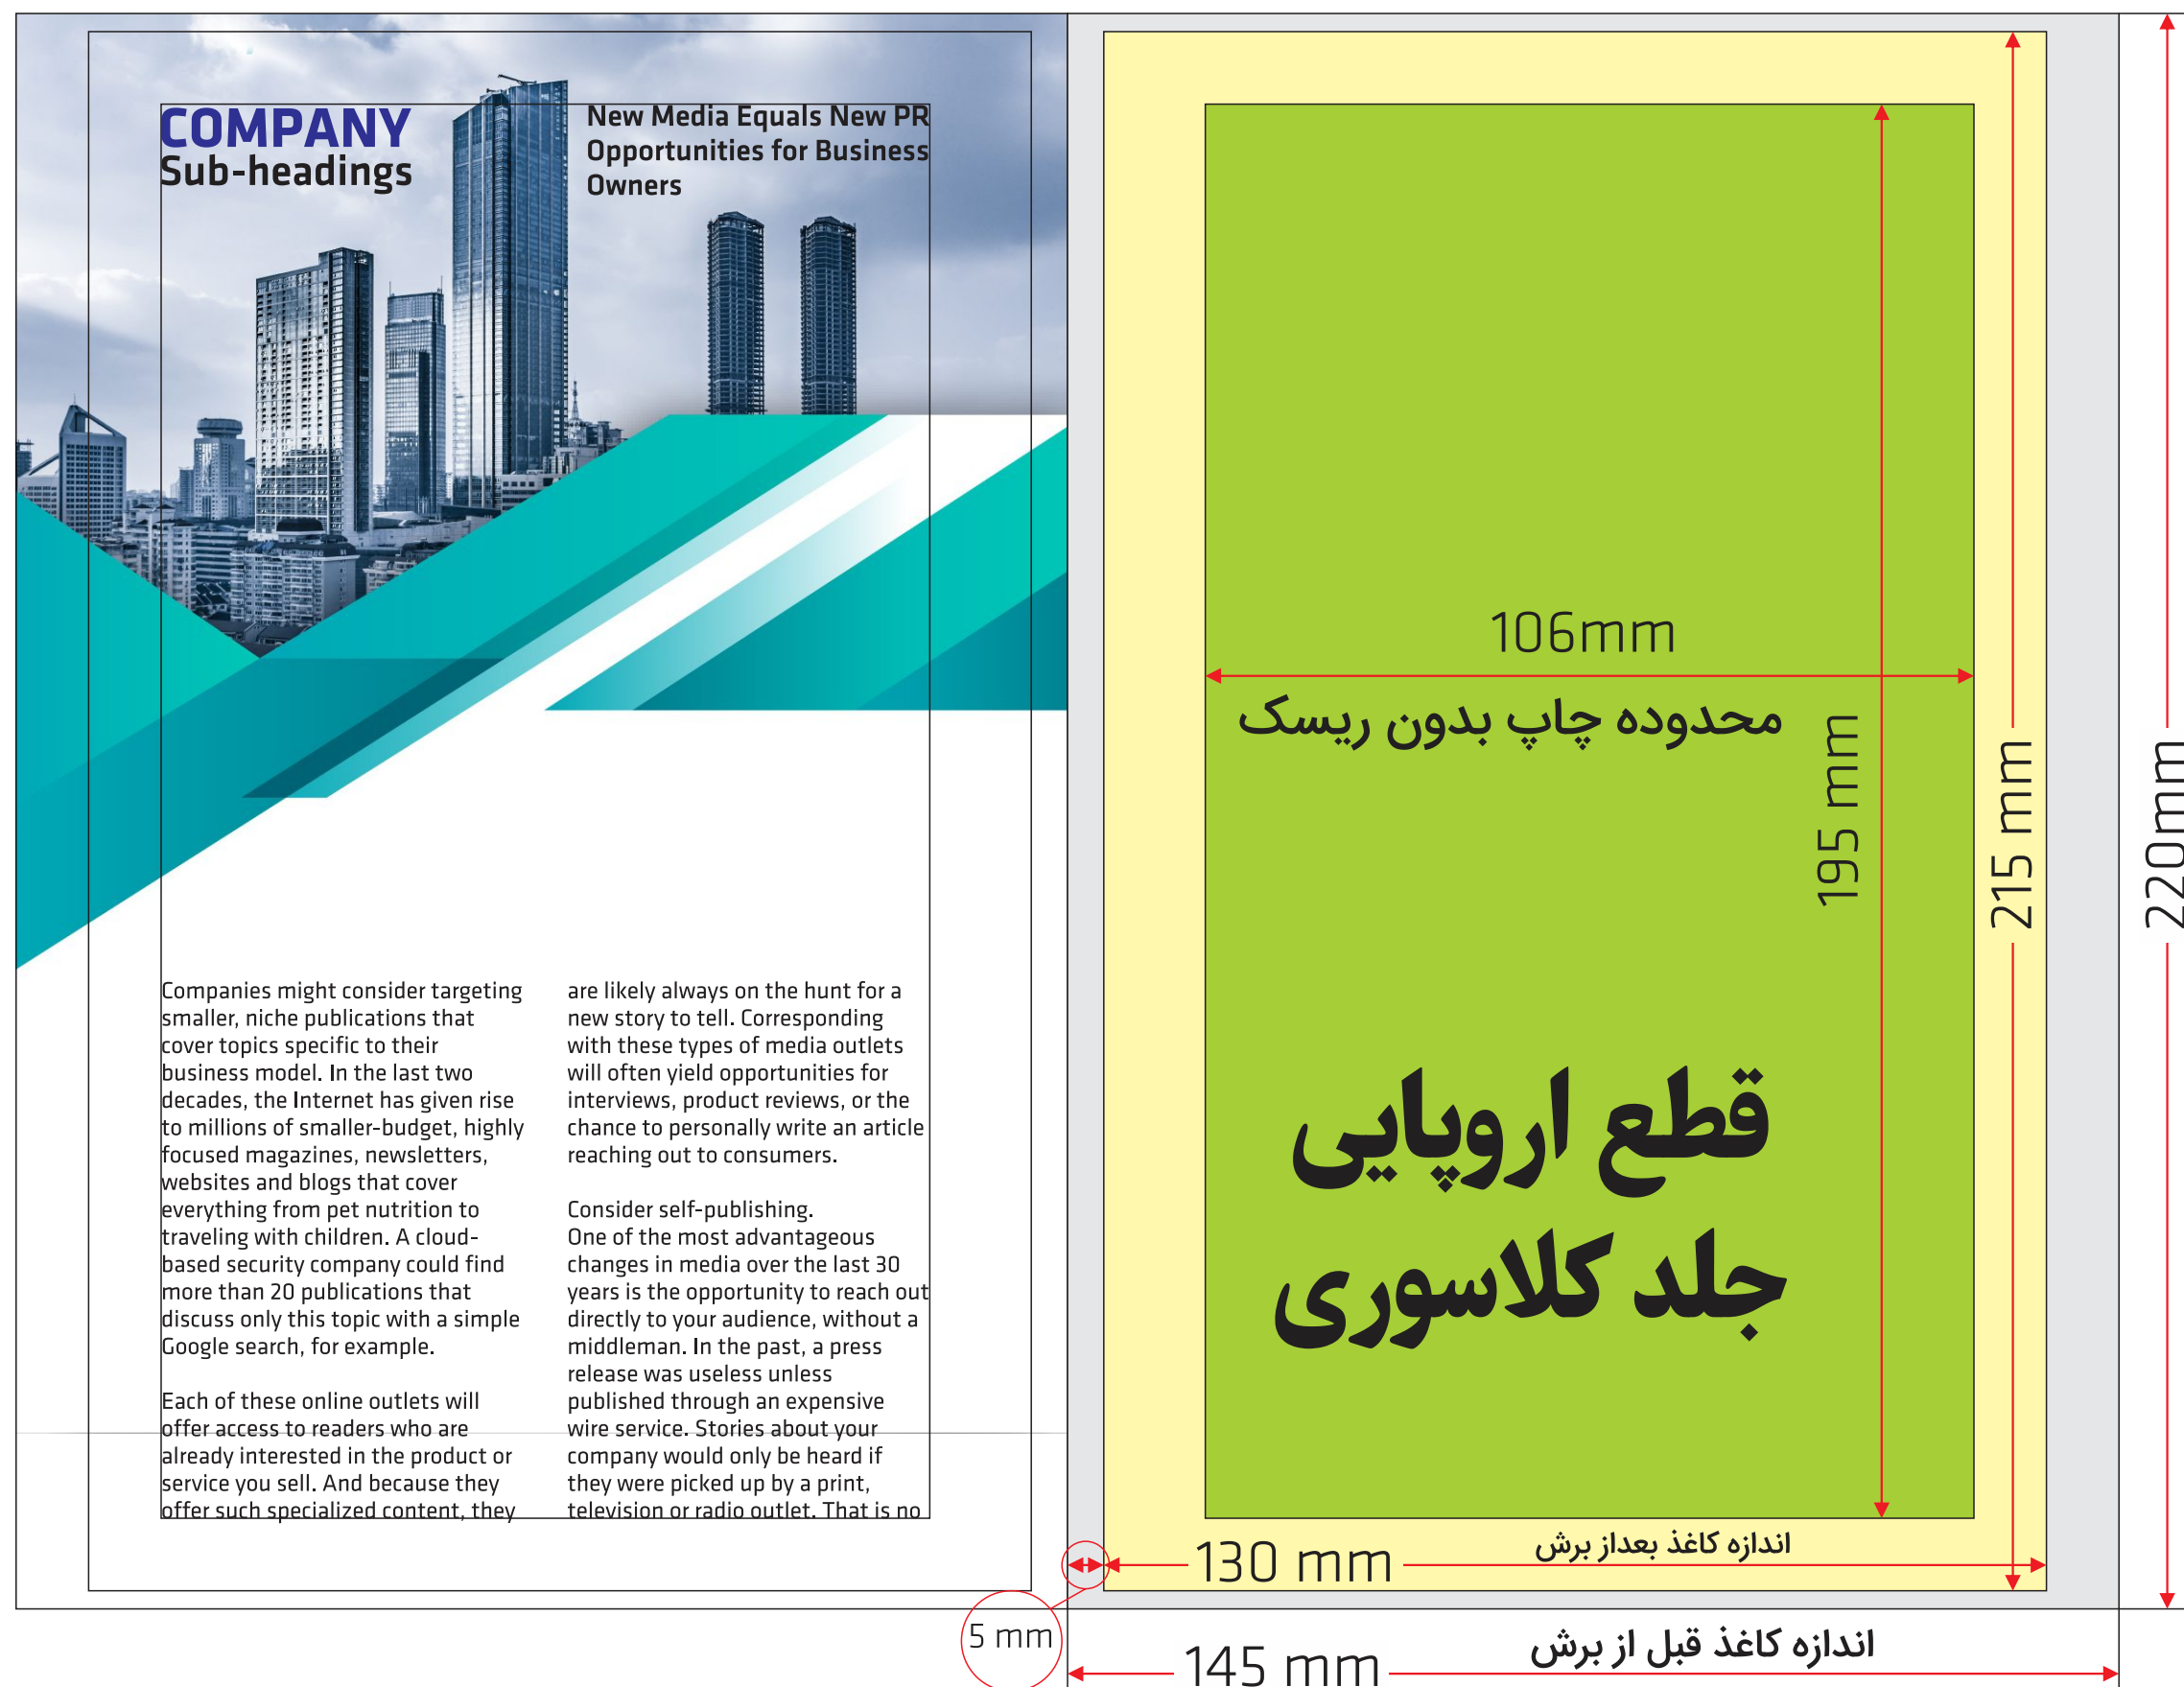 COMPANY
Sub-headings
New Media Equals New PR
Opportunities for Business
Owners
Companies might consider targeting
smaller, niche publications that
cover topics specific to their
business model. In the last two
decades, the Internet has given rise
to millions of smaller-budget, highly
focused magazines, newsletters,
websites and blogs that cover
everything from pet nutrition to
traveling with children. A cloud-
based security company could find
more than 20 publications that
discuss only this topic with a simple
Google search, for example.
Each of these online outlets will
offer access to readers who are
already interested in the product or
service you sell. And because they
offer such specialized content, they
are likely always on the hunt for a
new story to tell. Corresponding
with these types of media outlets
will often yield opportunities for
interviews, product reviews, or the
chance to personally write an article
reaching out to consumers.
Consider self-publishing.
One of the most advantageous
changes in media over the last 30
years is the opportunity to reach out
directly to your audience, without a
middleman. In the past, a press
release was useless unless
published through an expensive
wire service. Stories about your
company would only be heard if
they were picked up by a print,
television or radio outlet. That is no
106mm
محدوده چاپ بدون ریسک
195 mm
215 mm
220mm
قطع اروپایی
جلد کلاسوری
اندازه کاغذ بعداز برش
130 mm
5 mm
اندازه کاغذ قبل از برش
145 mm